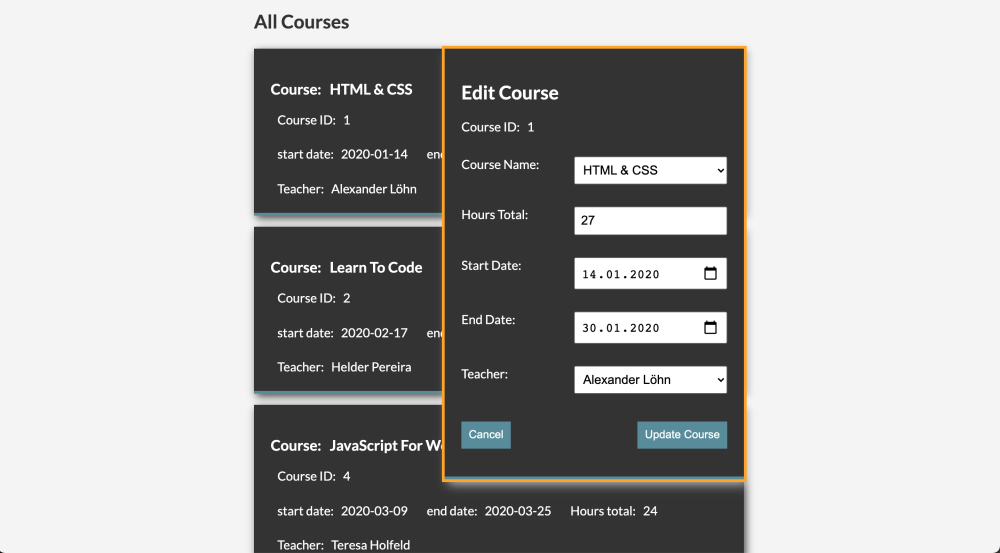 All Courses
Course: HTML & CSS
Course ID: 1
start date: 2020-01-14
Teacher: Alexander Löhn
Course: Learn To Code
Course ID: 2
start date: 2020-02-17
Teacher: Helder Pereira
Course: JavaScript For
Course ID: 4
start date: 2020-03-09 end date: 2020-03-25 Hours total: 24
Teacher: Teresa Holfeld
Edit Course
Course ID: 1
Course Name: HTML & CSS
Hours Total: 27
Start Date: 14.01.2020
End Date: 30.01.2020
Teacher: Alexander Löhn
Cancel Update Course